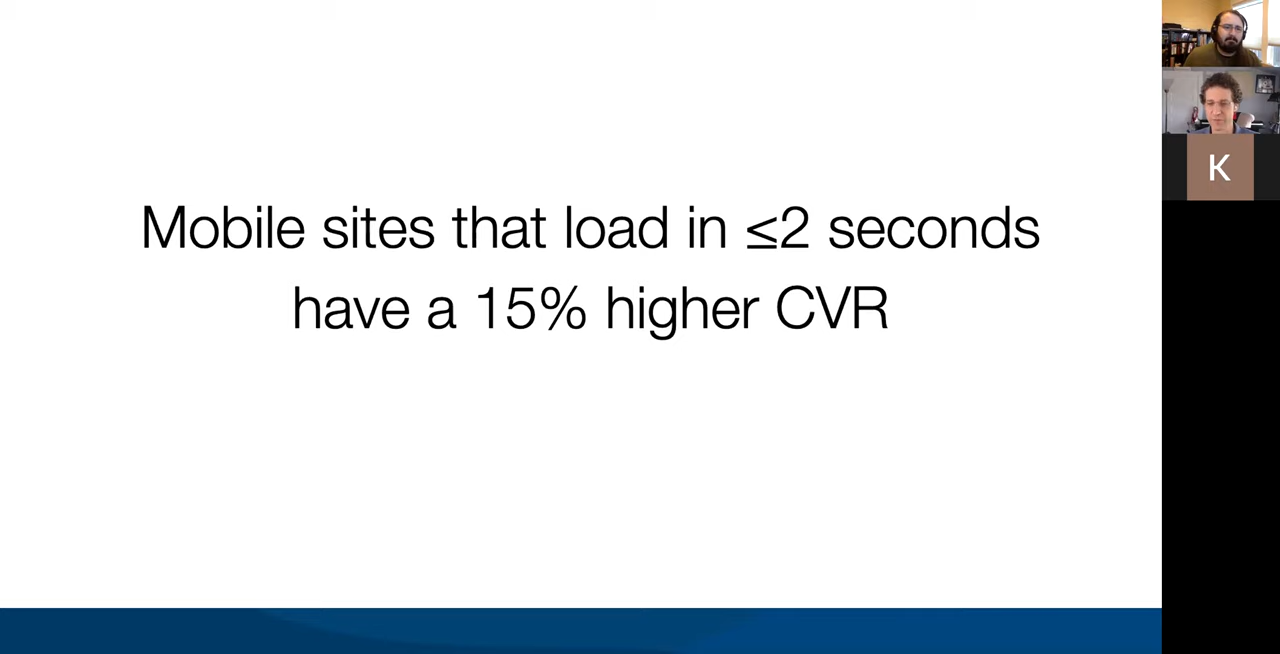 Mobile sites that load in ≤2 seconds
have a 15% higher CVR
K